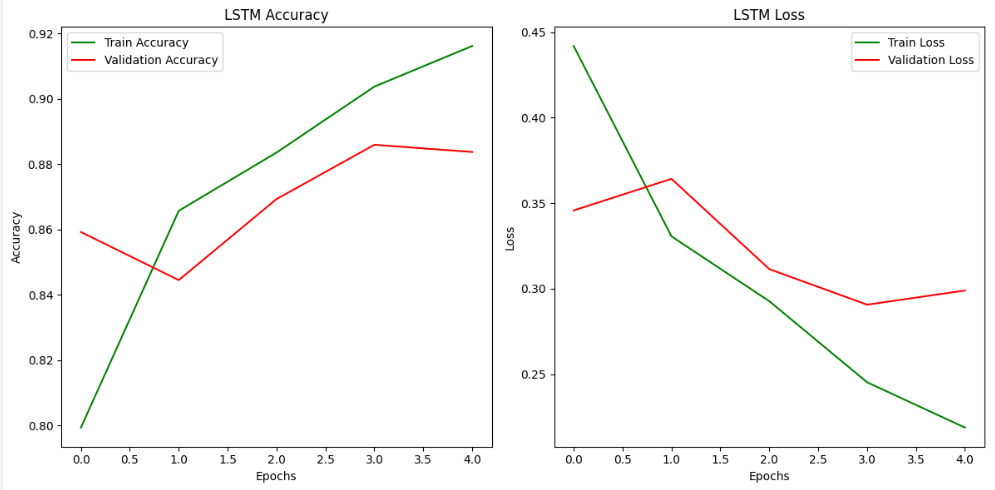 LSTM Accuracy
Train Accuracy
Validation Accuracy
0.92
0.90
0.88
0.86
0.84
0.82
0.80
Accuracy
0.0 0.5 1.0 1.5 2.0 2.5 3.0 3.5 4.0
Epochs
LSTM Loss
Train Loss
Validation Loss
0.45
0.40
0.35
0.30
0.25
Loss
0.0 0.5 1.0 1.5 2.0 2.5 3.0 3.5 4.0
Epochs